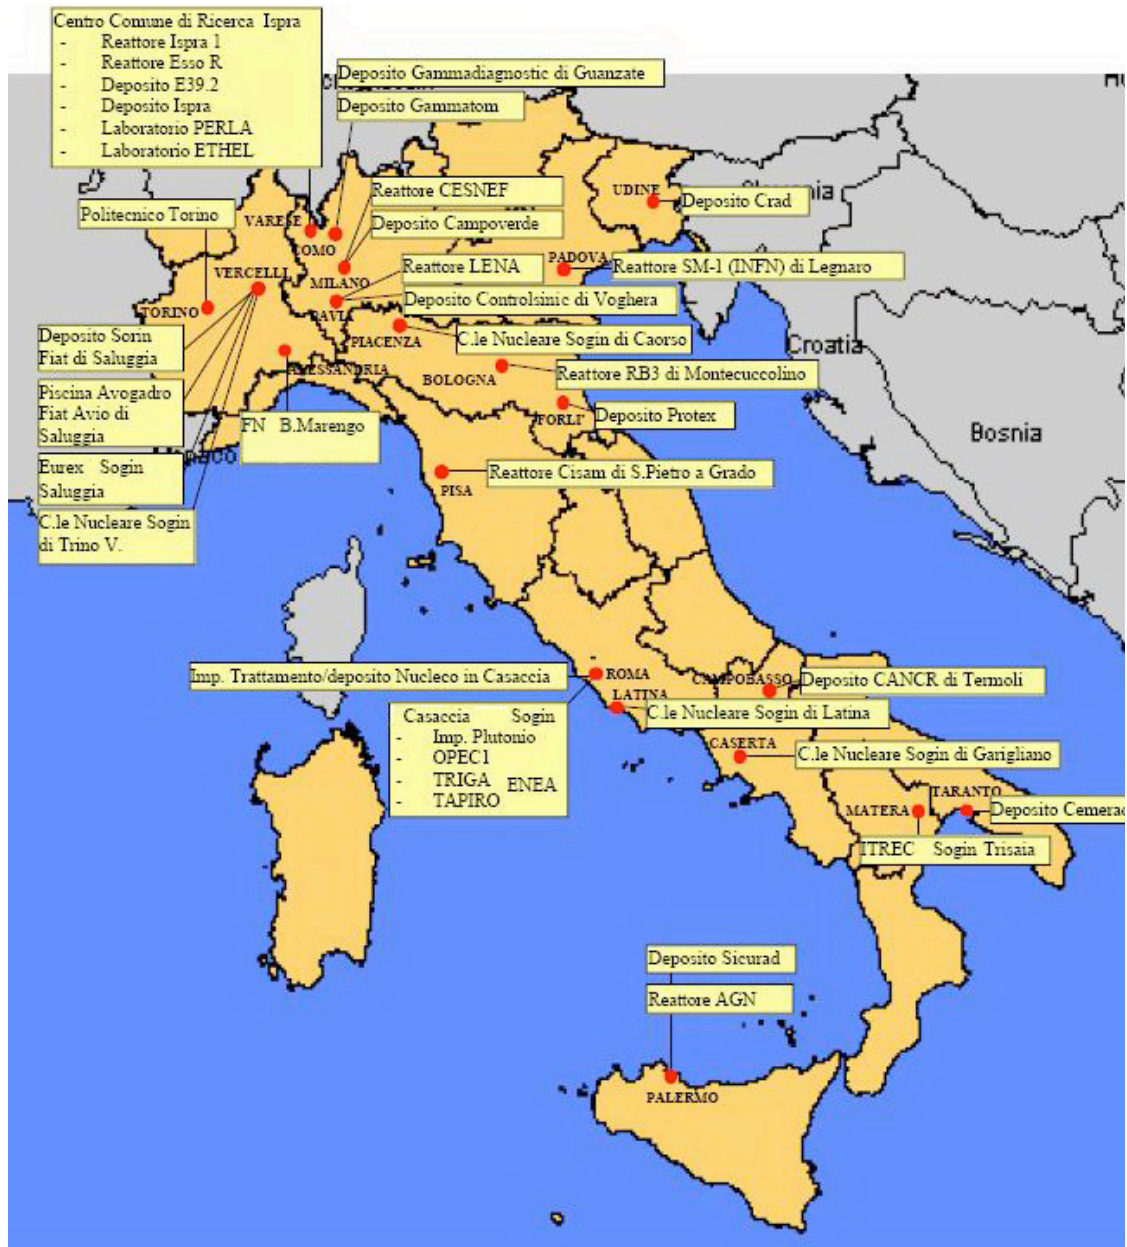 Centro Comune di Ricerca Ispra
- Reattore Ispra 1
- Reattore Esso R
- Deposito E39.2
- Deposito Ispra
- Laboratorio PERLA
- Laboratorio ETHEL
Deposito Gammadiagnostic di Guanzate
Deposito Gammatom
Reattore CESNEF
Deposito Campoverde
UDINE
Deposito Crad
Politecnico Torino
VARESE
COMO
MILANO
Reattore LENA
PADOVA
Reattore SM-1 (INFN) di Legnaro
VERCELLI
Deposito Controlsinic di Voghera
TORINO
PIACENZA
C.le Nucleare Sogin di Caorso
Deposito Sorin
Fiat di Saluggia
ALESSANDRIA
BOLOGNA
Reattore RB3 di Montecuccolino
Croatia
Piscina Avogadro
Fiat Avio di
Saluggia
FN B.Marengo
FORLI'
Deposito Protex
Bosnia
Eurex Sogin
Saluggia
PISA
Reattore Cisam di S.Pietro a Grado
C.le Nucleare Sogin
di Trino V.
Imp. Trattamento/deposito Nucleco in Casaccia
ROMA
CAMPOBASSO
Deposito CANCR di Termoli
LATINA
C.le Nucleare Sogin di Latina
Casaccia Sogin
- Imp. Plutonio
- OPEC1
- TRIGA ENEA
- TAPIRO
CASERTA
C.le Nucleare Sogin di Garigliano
MATERA
TARANTO
Deposito Cemerad
ITREC Sogin Trisaia
Deposito Sicurad
Reattore AGN
PALERMO